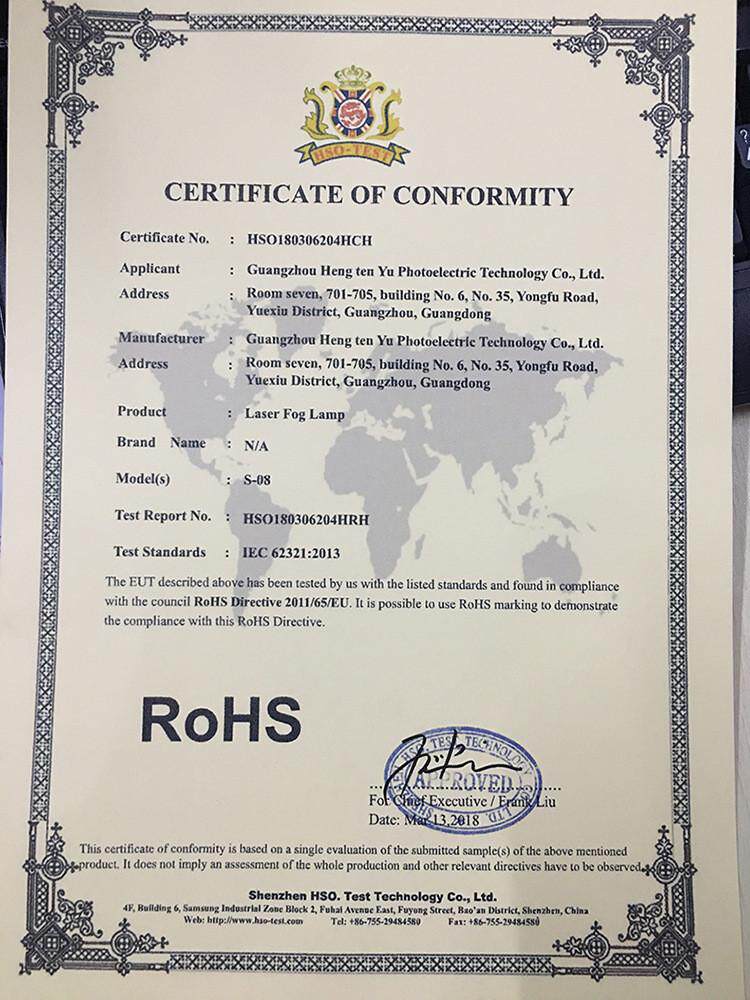 HSO-TEST
CERTIFICATE OF CONFORMITY
Certificate No. : HSO180306204HCH
Applicant : Guangzhou Heng ten Yu Photoelectric Technology Co., Ltd.
Address : Room seven, 701-705, building No. 6, No. 35, Yongfu Road,
Yuexiu District, Guangzhou, Guangdong
Manufacturer : Guangzhou Heng ten Yu Photoelectric Technology Co., Ltd.
Address : Room seven, 701-705, building No. 6, No. 35, Yongfu Road,
Yuexiu District, Guangzhou, Guangdong
Product : Laser Fog Lamp
Brand Name : N/A
Model(s) : S-08
Test Report No. : HSO180306204HRH
Test Standards : IEC 62321:2013
The EUT described above has been tested by us with the listed standards and found in compliance
with the council RoHS Directive 2011/65/EU. It is possible to use RoHS marking to demonstrate
the compliance with this RoHS Directive.
RoHS
SHENZHEN HSO. TEST TECHNOLOGY CO., LTD.
APPROVED
For Chief Executive / Frank Liu
Date: Mar.13,2018
This certificate of conformity is based on a single evaluation of the submitted sample(s) of the above mentioned
product. It does not imply an assessment of the whole production and other relevant directives have to be observed.
Shenzhen HSO. Test Technology Co., Ltd.
4F, Building 6, Samsung Industrial Zone Block 2, Fuhai Avenue East, Fuyong Street, Bao'an District, Shenzhen, China
Web: http://www.hso-test.com Tel: +86-755-29484580 Fax: +86-755-29484580